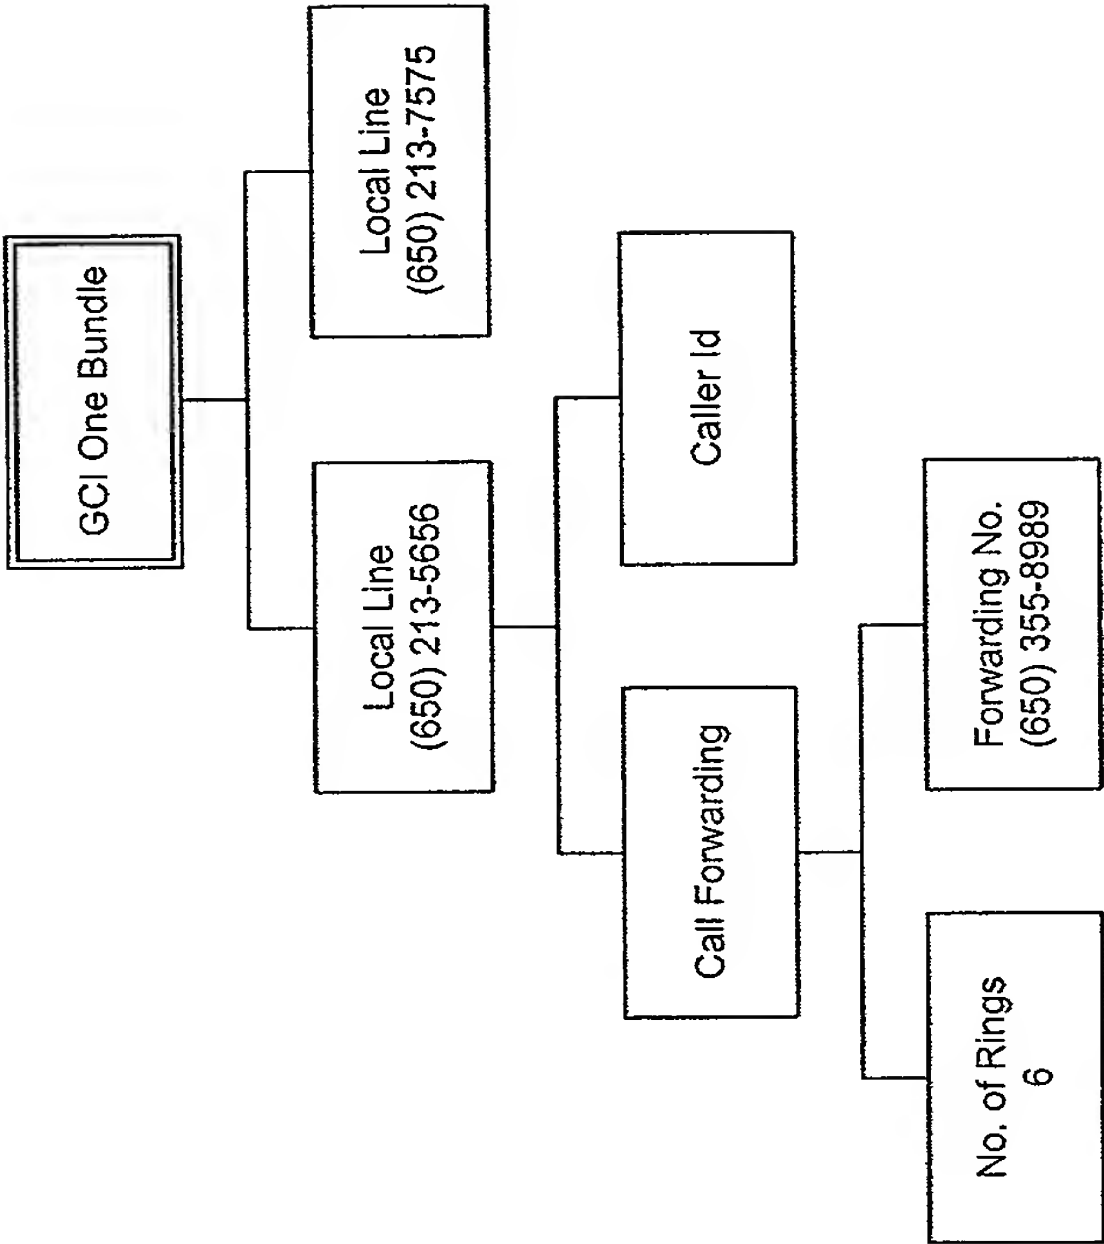 GCI One Bundle
Local Line
(650) 213-5656
Local Line
(650) 213-7575
Call Forwarding
Caller Id
No. of Rings
6
Forwarding No.
(650) 355-8989